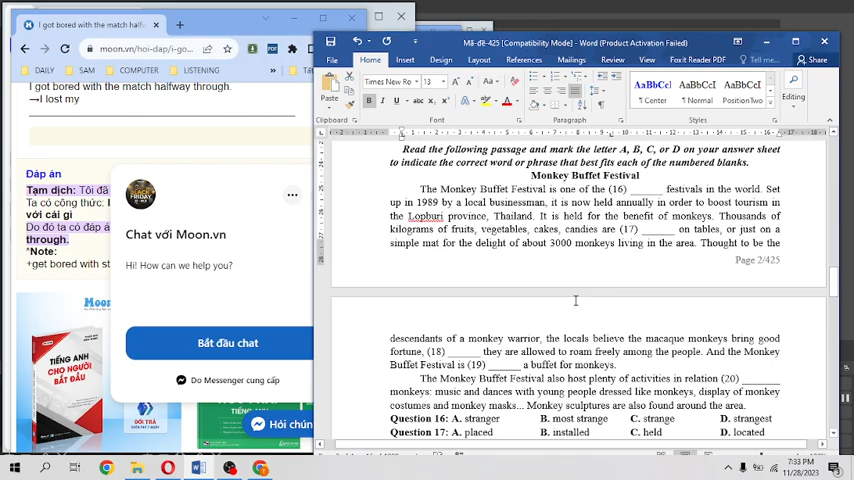 I got bored with the match halfw
moon.vn/hoi-dap/i-go...
DAILY SAM COMPUTER LISTENING
I got bored with the match halfway through.
→I lost my
Đáp án
Tạm dịch: Tôi đã
Ta có công thức:
với cái gì
Do đó ta có đáp á
through.
*Note:
+get bored with st
Chat với Moon.vn
Hi! How can we help you?
Bắt đầu chat
Do Messenger cung cấp
TIẾNG ANH
CHO NGƯỜI
BẮT ĐẦU
ĐỔI TRẢ
Hỏi chún
Mã-đề-425 [Compatibility Mode] - Word (Product Activation Failed)
File Home Insert Design Layout References Mailings Review View Foxit Reader PDF Tell me Share
Paste
Times New Ro 13
B I U
Clipboard Font Paragraph Styles
AaBbCc AaBbCcI AaBbCcI
¶ Center ¶ Normal PositionTwo
Editing
Read the following passage and mark the letter A, B, C, or D on your answer sheet
to indicate the correct word or phrase that best fits each of the numbered blanks.
Monkey Buffet Festival
The Monkey Buffet Festival is one of the (16) ______ festivals in the world. Set
up in 1989 by a local businessman, it is now held annually in order to boost tourism in
the Lopburi province, Thailand. It is held for the benefit of monkeys. Thousands of
kilograms of fruits, vegetables, cakes, candies are (17) ______ on tables, or just on a
simple mat for the delight of about 3000 monkeys living in the area. Thought to be the
Page 2/425
descendants of a monkey warrior, the locals believe the macaque monkeys bring good
fortune, (18) ______ they are allowed to roam freely among the people. And the Monkey
Buffet Festival is (19) ______ a buffet for monkeys.
The Monkey Buffet Festival also host plenty of activities in relation (20) ______
monkeys: music and dances with young people dressed like monkeys, display of monkey
costumes and monkey masks... Monkey sculptures are also found around the area.
Question 16: A. stranger B. most strange C. strange D. strangest
Question 17: A. placed B. installed C. held D. located
7:33 PM
11/28/2023